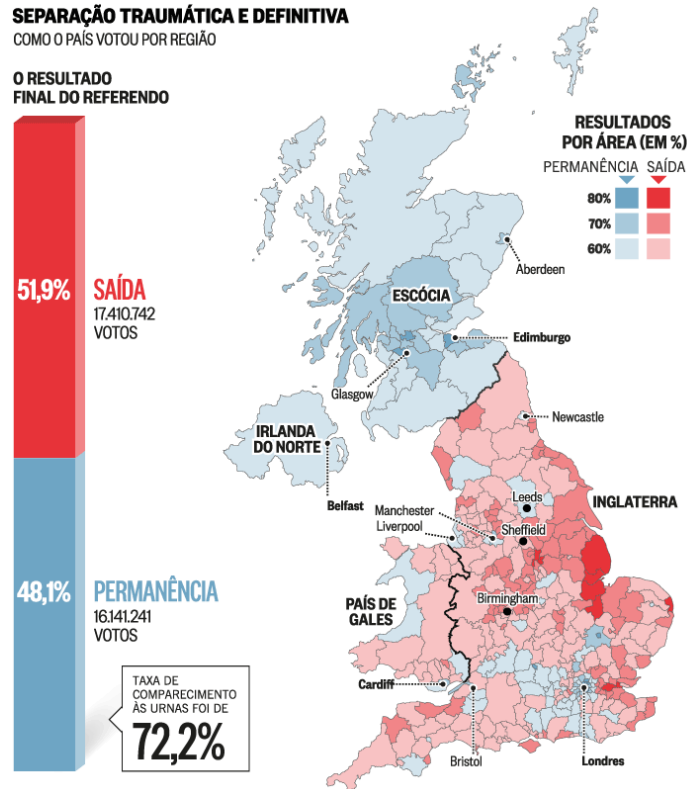 SEPARAÇÃO TRAUMÁTICA E DEFINITIVA
COMO O PAÍS VOTOU POR REGIÃO
O RESULTADO
FINAL DO REFERENDO
51,9%
SAÍDA
17.410.742
VOTOS
48,1%
PERMANÊNCIA
16.141.241
VOTOS
TAXA DE
COMPARECIMENTO
ÀS URNAS FOI DE
72,2%
RESULTADOS
POR ÁREA (EM %)
PERMANÊNCIA SAÍDA
80%
70%
60%
Aberdeen
ESCÓCIA
Edimburgo
Glasgow
Newcastle
IRLANDA
DO NORTE
Belfast
Leeds
INGLATERRA
Manchester
Liverpool
Sheffield
Birmingham
PAÍS DE
GALES
Cardiff
Bristol
Londres